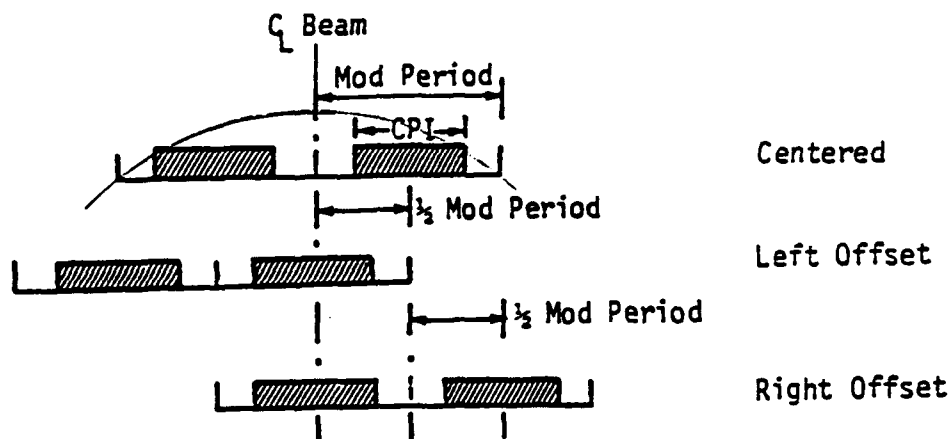 ℄ Beam
Mod Period
CPI
Centered
½ Mod Period
Left Offset
½ Mod Period
Right Offset